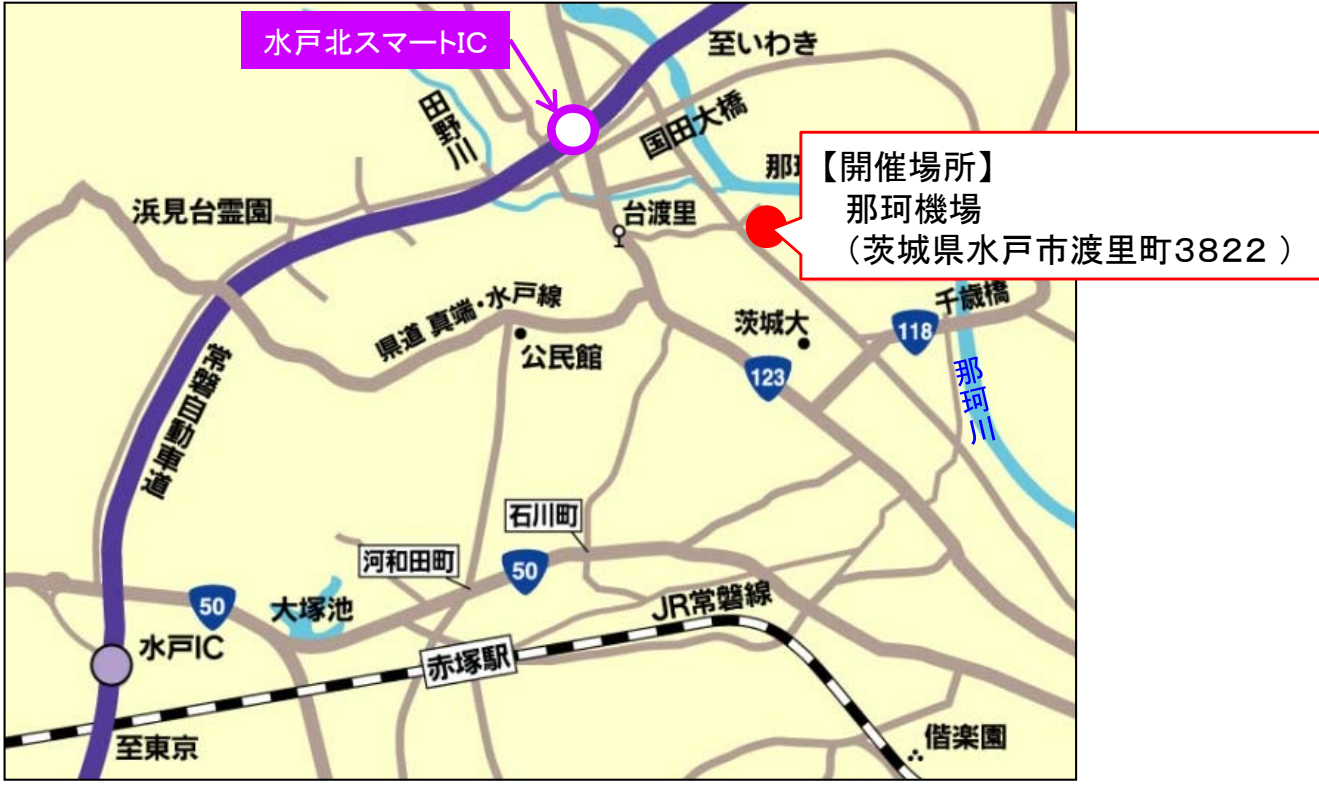 水戸北スマートIC
至いわき
田野川
国田大橋
那珂
【開催場所】
那珂機場
（茨城県水戸市渡里町3822 ）
浜見台霊園
台渡里
千歳橋
県道 真端・水戸線
茨城大
118
公民館
123
常磐自動車道
那珂川
石川町
河和田町
50
50
大塚池
JR常磐線
水戸IC
赤塚駅
至東京
偕楽園